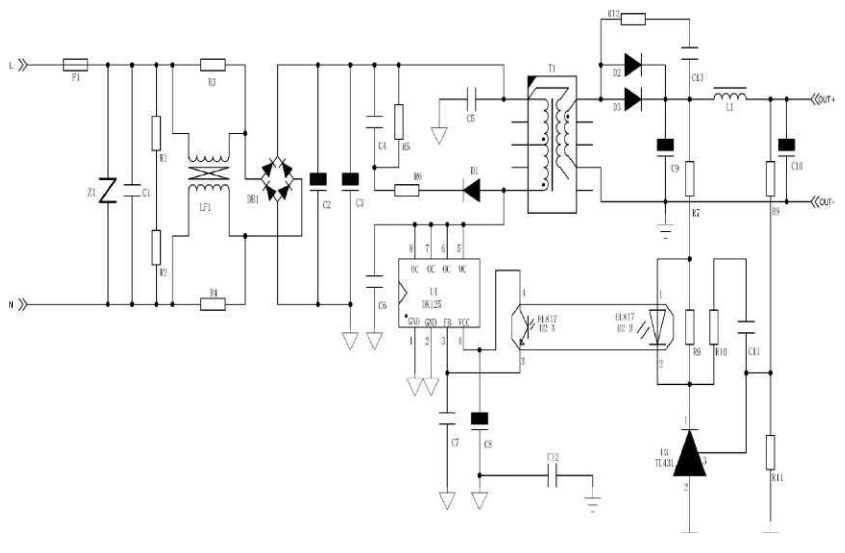 R12
C13
T1
D2
D3
L
F1
R3
C5
L1
OUT+
C4
R5
R1
Z1
C1
LF1
DB1
C2
C3
R6
D1
C9
C10
R7
R9
OUT-
R2
N
R4
C6
8
7
6
5
OC
OC
OC
OC
U1
DK125
GND
GND
FB
VCC
1
2
3
4
4
EL817
U2-A
3
EL817
U2-B
1
2
R9
R10
C11
C7
C8
C12
U3
TL431
1
3
2
R11